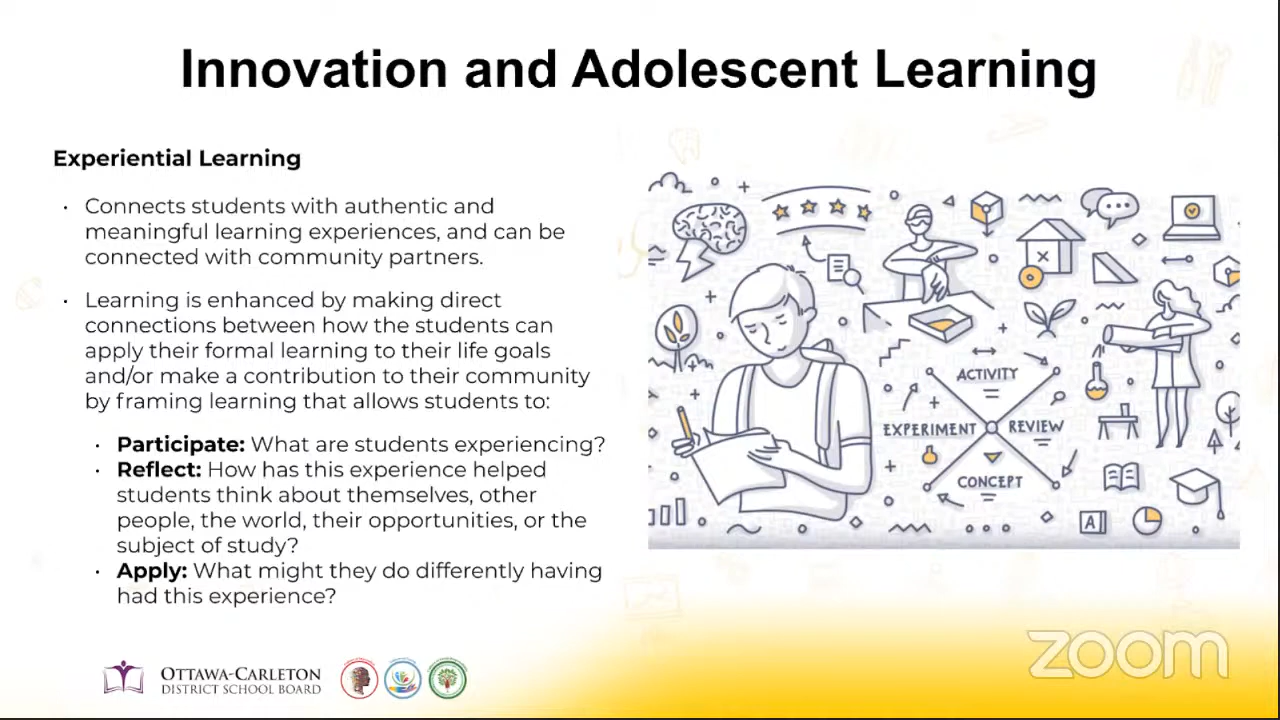 Innovation and Adolescent Learning
Experiential Learning
• Connects students with authentic and
meaningful learning experiences, and can be
connected with community partners.
• Learning is enhanced by making direct
connections between how the students can
apply their formal learning to their life goals
and/or make a contribution to their community
by framing learning that allows students to:
• Participate: What are students experiencing?
• Reflect: How has this experience helped
students think about themselves, other
people, the world, their opportunities, or the
subject of study?
• Apply: What might they do differently having
had this experience?
ACTIVITY
EXPERIMENT
REVIEW
CONCEPT
A
OTTAWA-CARLETON
DISTRICT SCHOOL BOARD
zoom